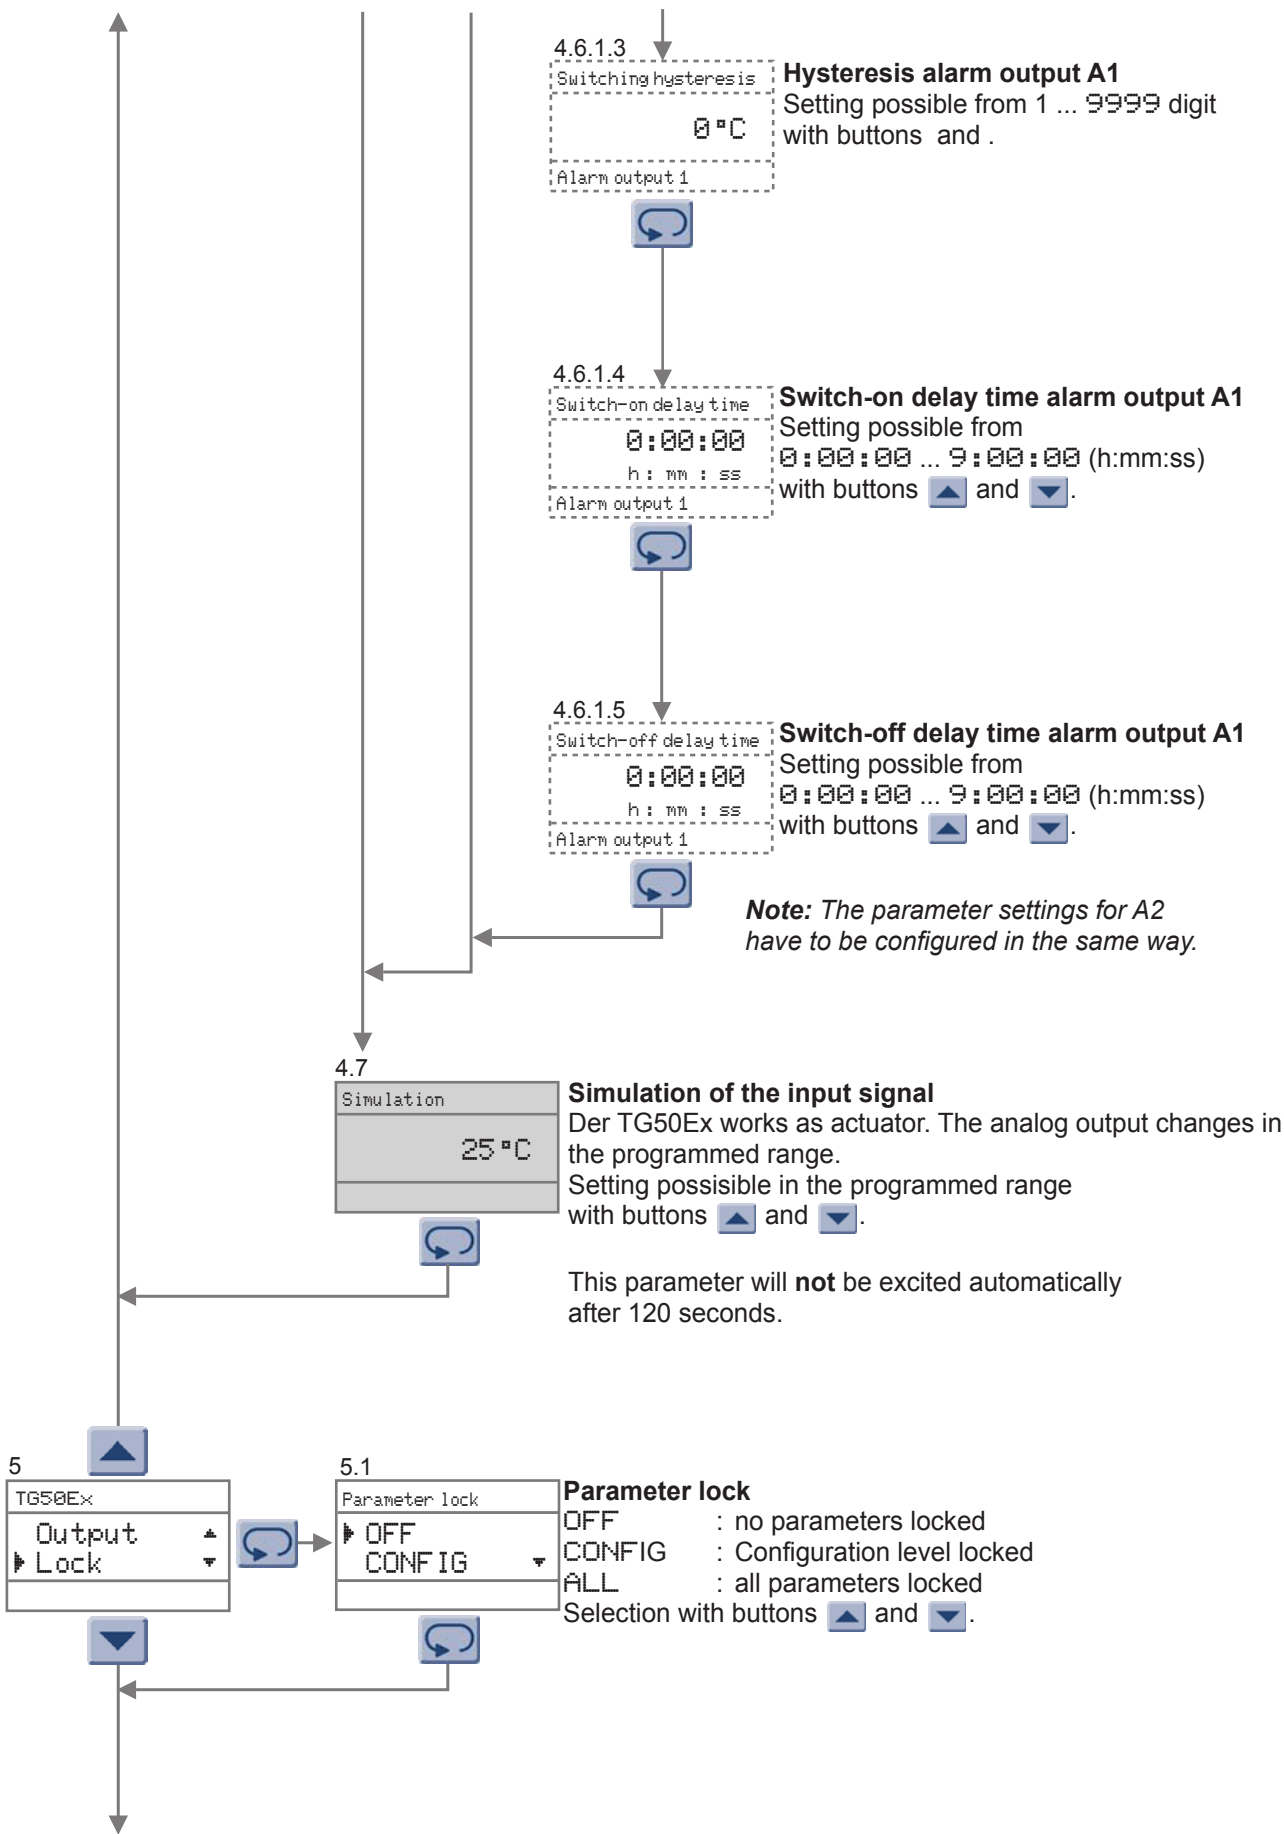 4.6.1.3
Switching hysteresis
0°C
Alarm output 1
Hysteresis alarm output A1
Setting possible from 1 ... 9999 digit
with buttons and .
4.6.1.4
Switch-on delay time
0:00:00
h: mm : ss
Alarm output 1
Switch-on delay time alarm output A1
Setting possible from
0:00:00 ... 9:00:00 (h:mm:ss)
with buttons and .
4.6.1.5
Switch-off delay time
0:00:00
h: mm : ss
Alarm output 1
Switch-off delay time alarm output A1
Setting possible from
0:00:00 ... 9:00:00 (h:mm:ss)
with buttons and .
Note: The parameter settings for A2
have to be configured in the same way.
4.7
Simulation
25°C
Simulation of the input signal
Der TG50Ex works as actuator. The analog output changes in
the programmed range.
Setting possisible in the programmed range
with buttons and .
This parameter will not be excited automatically
after 120 seconds.
5
TG50Ex
Output
Lock
5.1
Parameter lock
OFF
CONFIG
Parameter lock
OFF : no parameters locked
CONFIG : Configuration level locked
ALL : all parameters locked
Selection with buttons and .